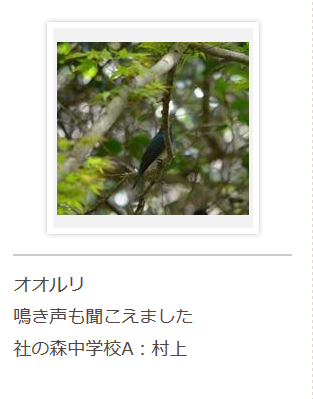 オオルリ
鳴き声も聞こえました
社の森中学校A：村上